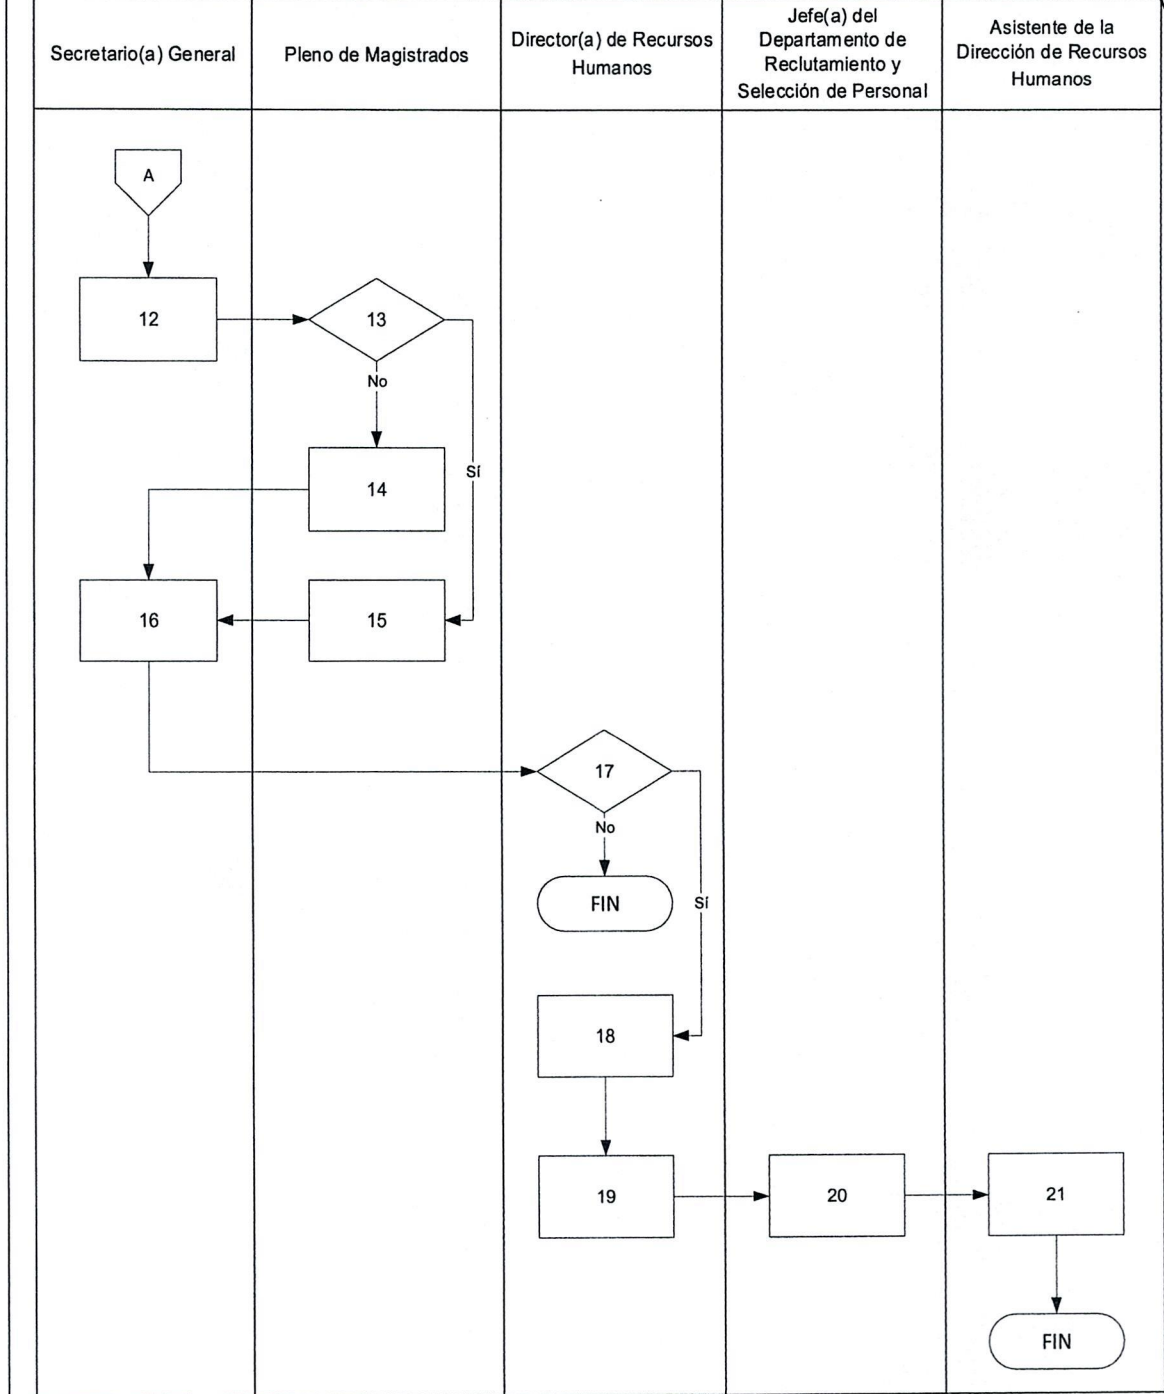 Secretario(a) General
Pleno de Magistrados
Director(a) de Recursos
Humanos
Jefe(a) del
Departamento de
Reclutamiento y
Selección de Personal
Asistente de la
Dirección de Recursos
Humanos
A
12
13
No
Sí
14
16
15
17
No
FIN
Sí
18
19
20
21
FIN